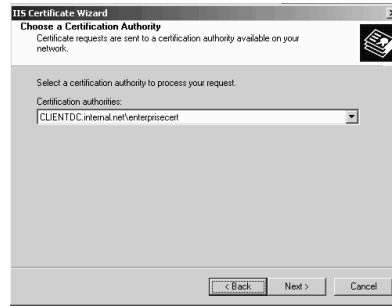 IIS Certificate Wizard
Choose a Certification Authority
Certificate requests are sent to a certification authority available on your
network.
Select a certification authority to process your request.
Certification authorities:
CLIENTDC.internal.net\enterprisecert
< Back
Next >
Cancel